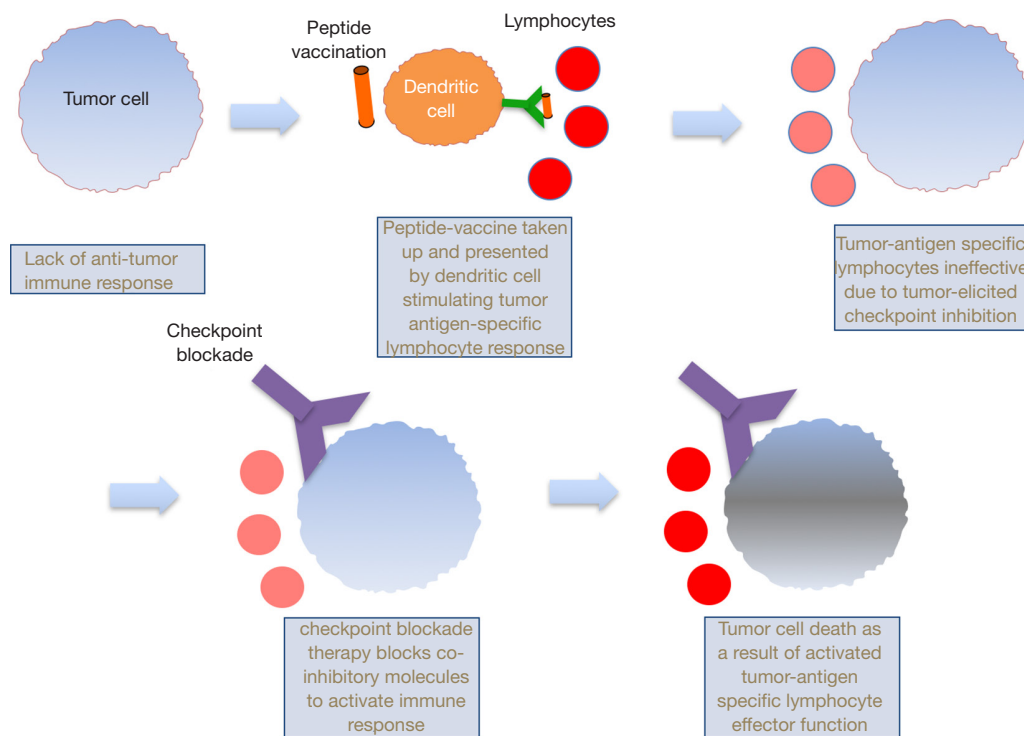 Tumor cell
Peptide
vaccination
Dendritic
cell
Lymphocytes
Lack of anti-tumor
immune response
Peptide-vaccine taken
up and presented
by dendritic cell
stimulating tumor
antigen-specific
lymphocyte response
Tumor-antigen specific
lymphocytes ineffective
due to tumor-elicited
checkpoint inhibition
Checkpoint
blockade
checkpoint blockade
therapy blocks co-
inhibitory molecules
to activate immune
response
Tumor cell death as
a result of activated
tumor-antigen
specific lymphocyte
effector function